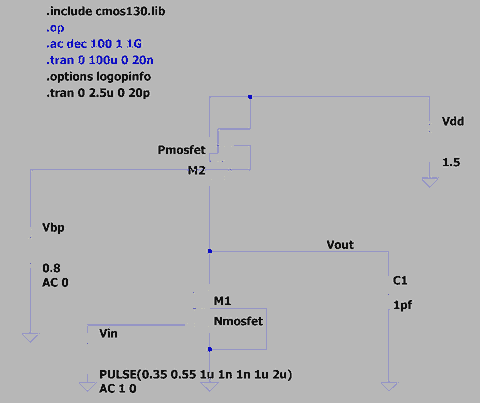 .include cmos130.lib
.op
.ac dec 100 1 1G
.tran 0 100u 0 20n
.options logopinfo
.tran 0 2.5u 0 20p
Vdd
Pmosfet
M2
1.5
Vbp
Vout
0.8
AC 0
C1
1pf
M1
Nmosfet
Vin
PULSE(0.35 0.55 1u 1n 1n 1u 2u)
AC 1 0